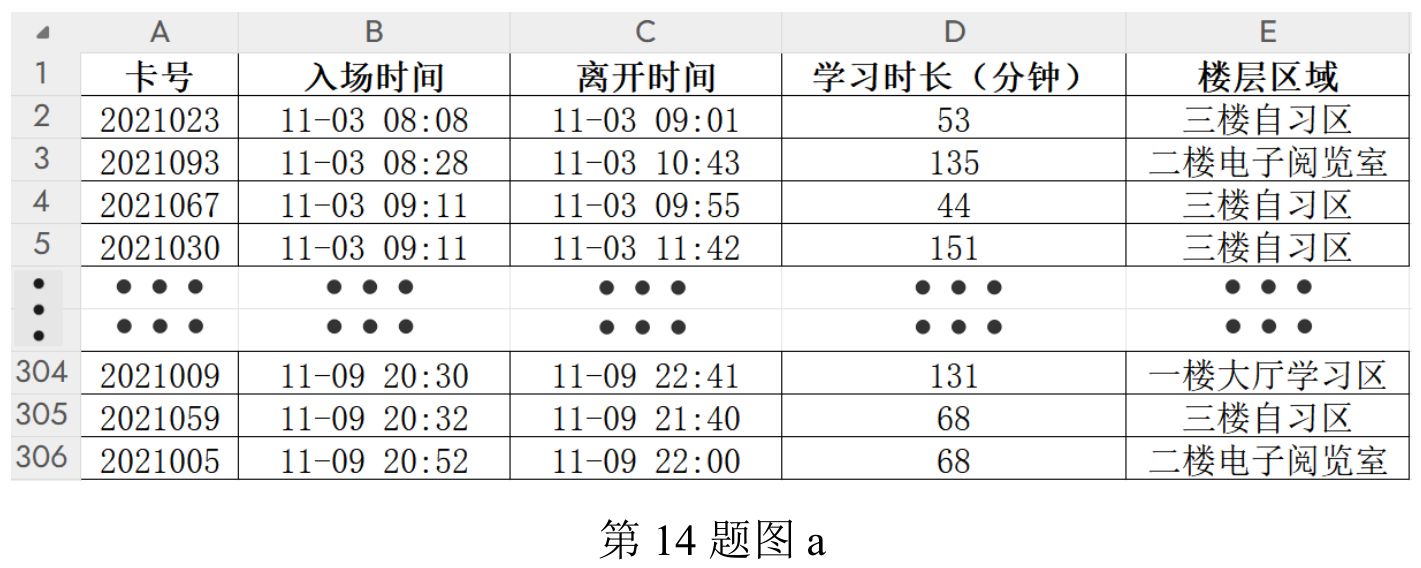 A B C D E
1 卡号 入场时间 离开时间 学习时长（分钟） 楼层区域
2 2021023 11-03 08:08 11-03 09:01 53 三楼自习区
3 2021093 11-03 08:28 11-03 10:43 135 二楼电子阅览室
4 2021067 11-03 09:11 11-03 09:55 44 三楼自习区
5 2021030 11-03 09:11 11-03 11:42 151 三楼自习区
304 2021009 11-09 20:30 11-09 22:41 131 一楼大厅学习区
305 2021059 11-09 20:32 11-09 21:40 68 三楼自习区
306 2021005 11-09 20:52 11-09 22:00 68 二楼电子阅览室
第 14 题图 a